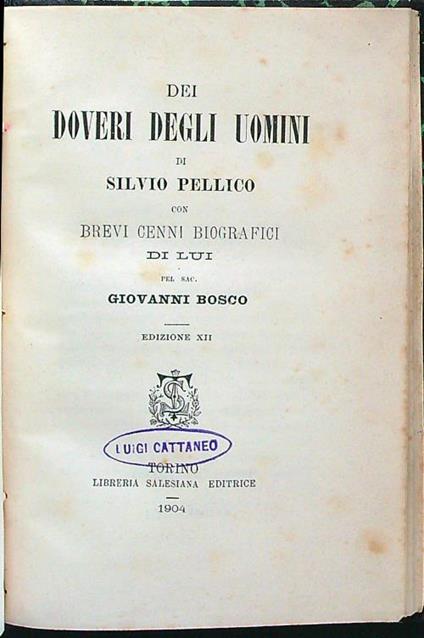 DEI
DOVERI DEGLI UOMINI
DI
SILVIO PELLICO
CON
BREVI CENNI BIOGRAFICI
DI LUI
PEL SAC.
GIOVANNI BOSCO
EDIZIONE XII
LUIGI CATTANEO
TORINO
LIBRERIA SALESIANA EDITRICE
1904